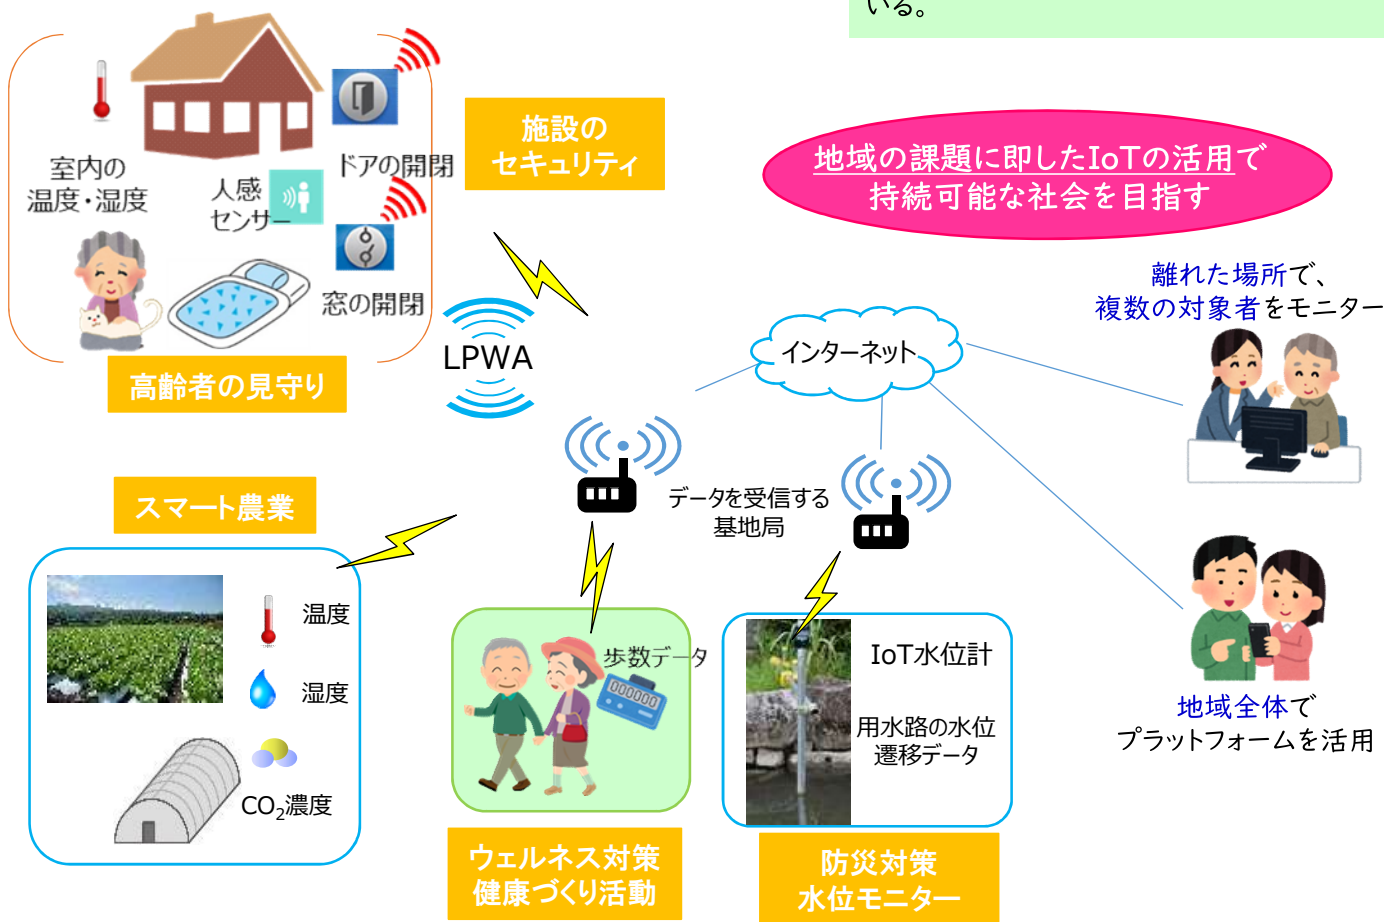 いる。
施設の
セキュリティ
地域の課題に即したIoTの活用で
持続可能な社会を目指す
室内の
温度・湿度
人感
センサー
ドアの開閉
窓の開閉
高齢者の見守り
LPWA
インターネット
離れた場所で、
複数の対象者をモニター
データを受信する
基地局
スマート農業
温度
湿度
CO₂濃度
歩数データ
000000
ウェルネス対策
健康づくり活動
IoT水位計
用水路の水位
遷移データ
防災対策
水位モニター
地域全体で
プラットフォームを活用